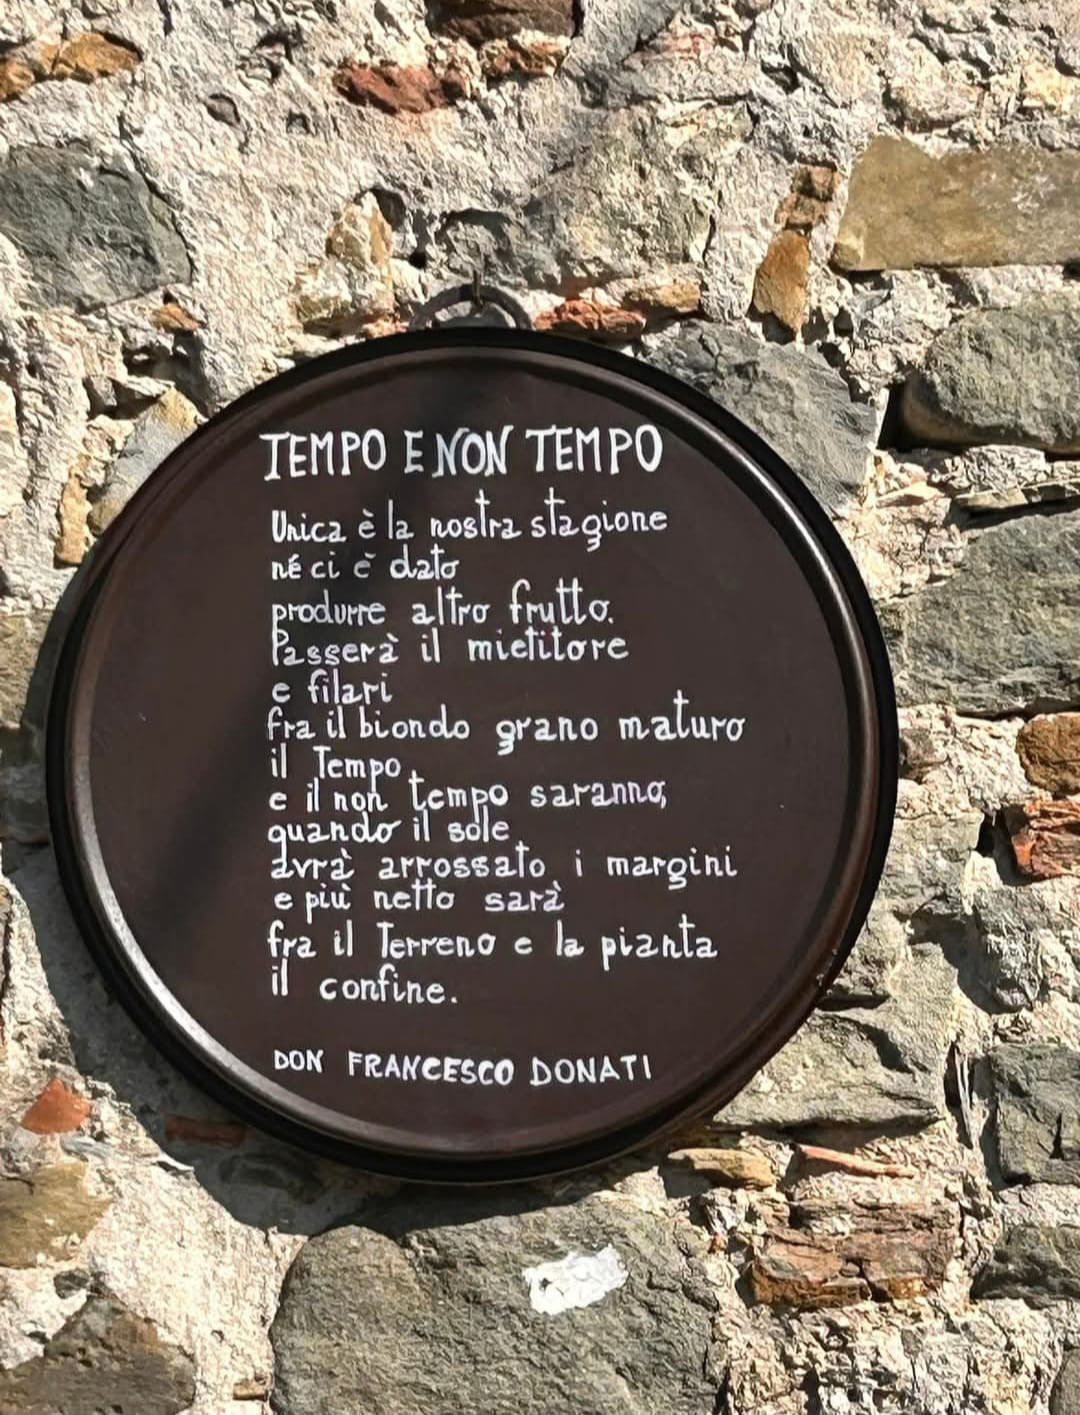 TEMPO E NON TEMPO
Unica è la nostra stagione
né ci è dato
produrre altro frutto.
Passerà il mietitore
e filari
fra il biondo grano maturo
il Tempo
e il non tempo saranno,
quando il sole
avrà arrossato i margini
e più netto sarà
fra il Terreno e la pianta
il confine.
DON FRANCESCO DONATI